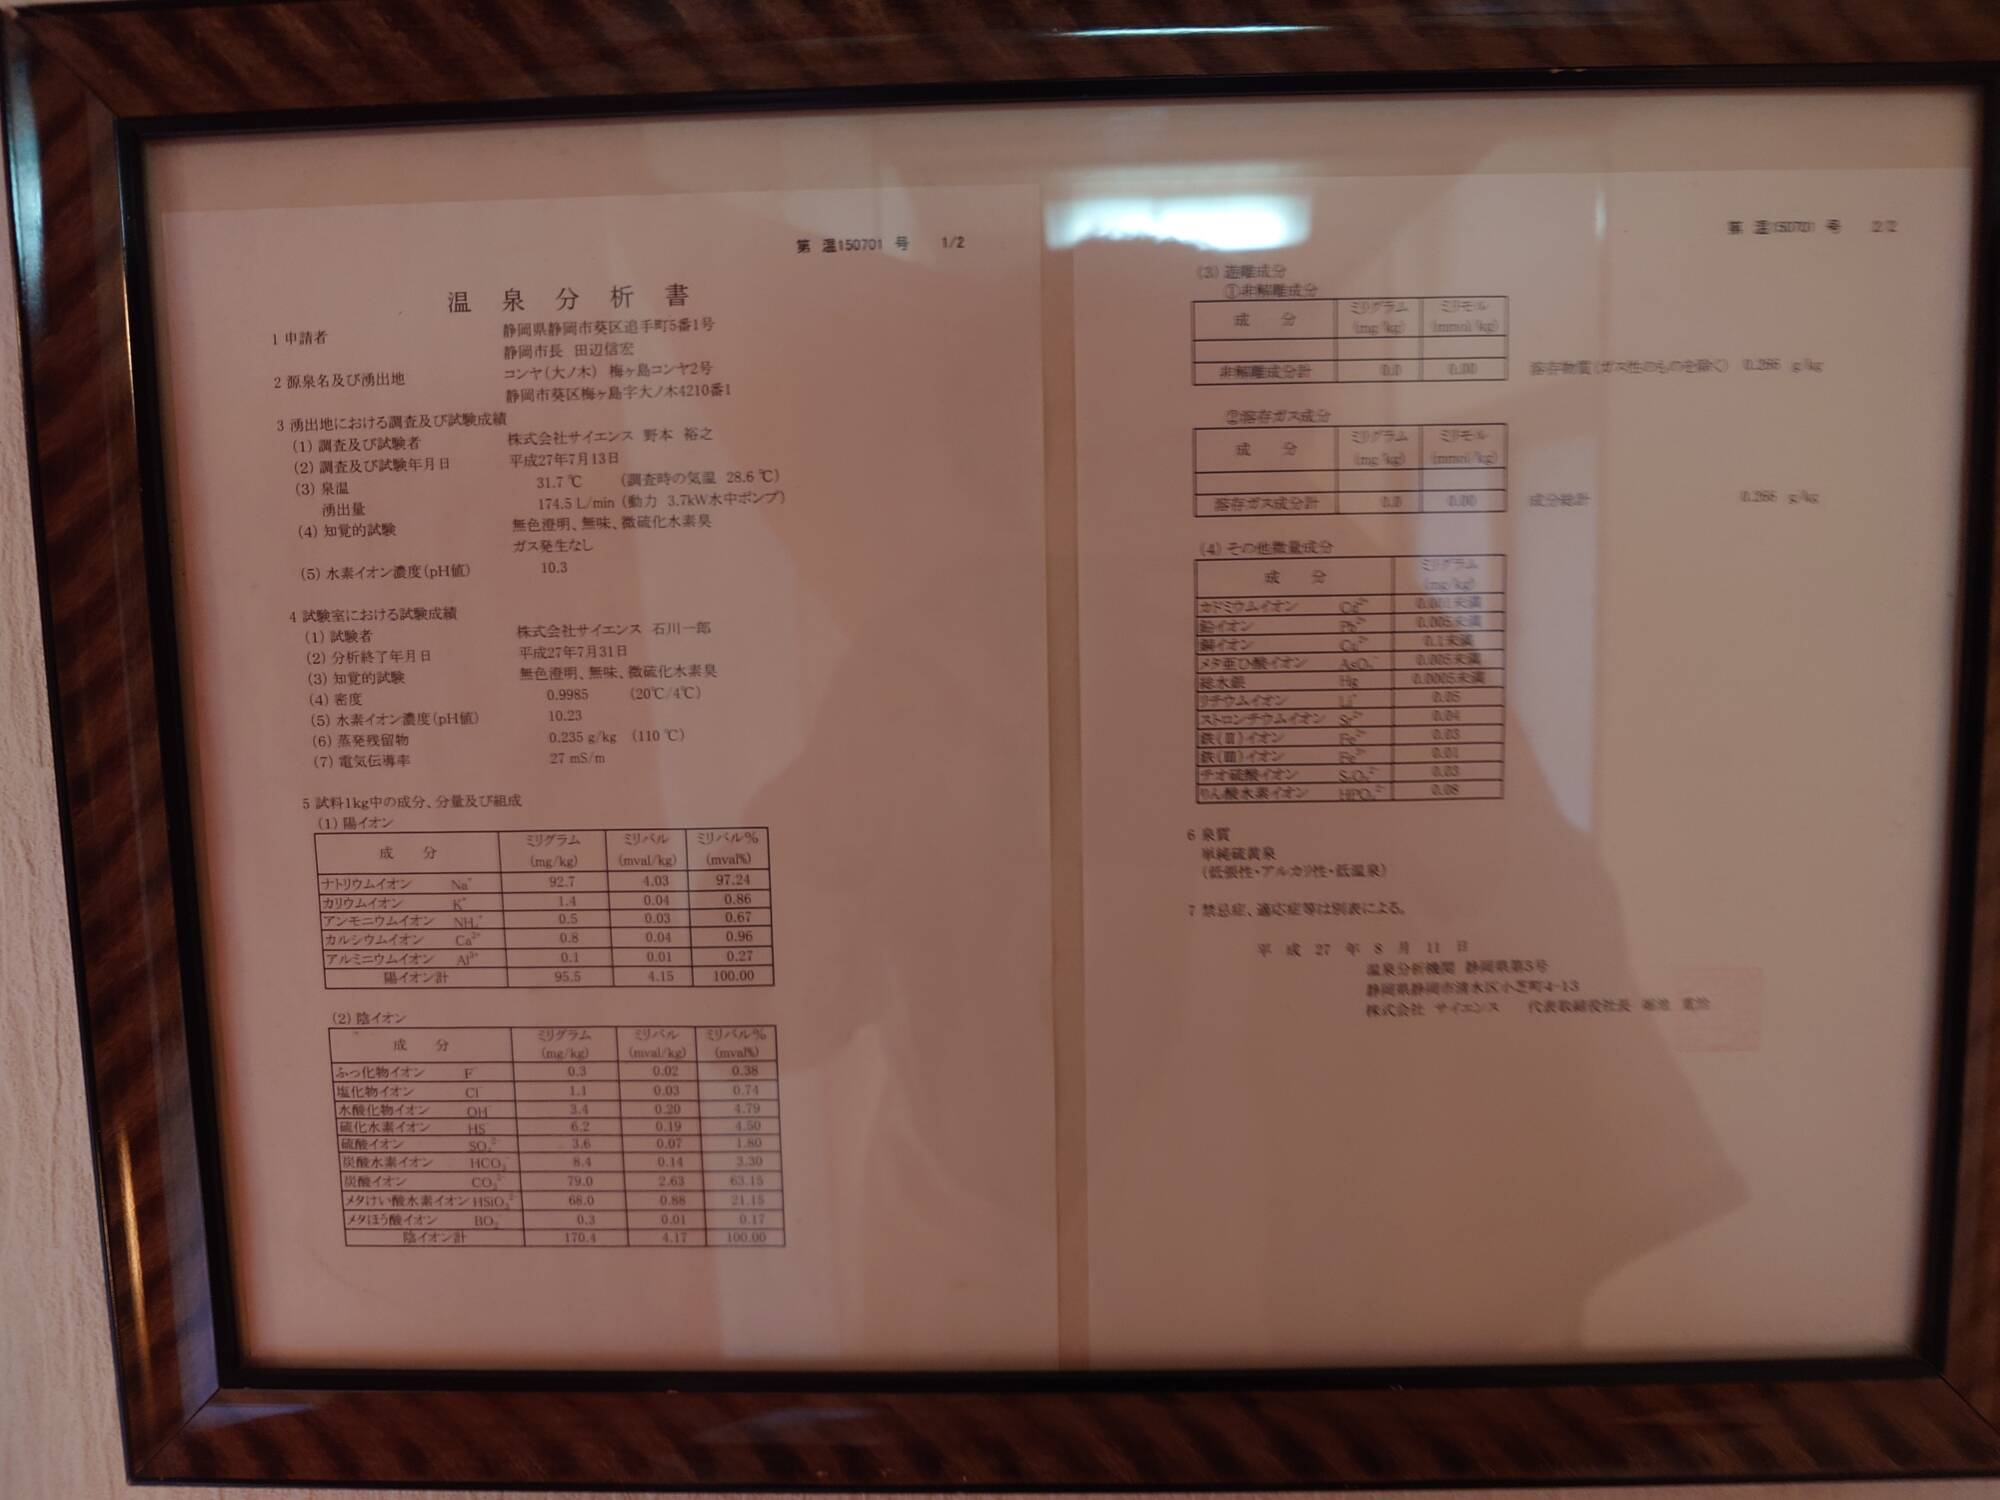 第 温150701 号 1/2
温泉分析書
1 申請者 静岡県静岡市葵区追手町5番1号
静岡市長 田辺信宏
2 源泉名及び湧出地 コンヤ(大ノ木) 梅ヶ島コンヤ2号
静岡市葵区梅ヶ島字大ノ木4210番1
3 湧出地における調査及び試験成績
(1) 調査及び試験者 株式会社サイエンス 野本 裕之
(2) 調査及び試験年月日 平成27年7月13日
(3) 泉温 31.7 ℃ (調査時の気温 28.6 ℃)
湧出量 174.5 L/min (動力 3.7kW水中ポンプ)
(4) 知覚的試験 無色澄明、無味、微硫化水素臭
ガス発生なし
(5) 水素イオン濃度(pH値) 10.3
4 試験室における試験成績
(1) 試験者 株式会社サイエンス 石川一郎
(2) 分析終了年月日 平成27年7月31日
(3) 知覚的試験 無色澄明、無味、微硫化水素臭
(4) 密度 0.9985 (20℃/4℃)
(5) 水素イオン濃度(pH値) 10.23
(6) 蒸発残留物 0.235 g/kg (110 ℃)
(7) 電気伝導率 27 mS/m
5 試料1kg中の成分、分量及び組成
(1) 陽イオン
成 分 ミリグラム (mg/kg) ミリバル (mval/kg) ミリバル% (mval%)
ナトリウムイオン Na⁺ 92.7 4.03 97.24
カリウムイオン K⁺ 1.4 0.04 0.86
アンモニウムイオン NH₄⁺ 0.5 0.03 0.67
カルシウムイオン Ca²⁺ 0.8 0.04 0.96
アルミニウムイオン Al³⁺ 0.1 0.01 0.27
陽イオン計 95.5 4.15 100.00
(2) 陰イオン
成 分 ミリグラム (mg/kg) ミリバル (mval/kg) ミリバル% (mval%)
ふっ化物イオン F⁻ 0.3 0.02 0.38
塩化物イオン Cl⁻ 1.1 0.03 0.74
水酸化物イオン OH⁻ 3.4 0.20 4.79
硫化水素イオン HS⁻ 6.2 0.19 4.50
硫酸イオン SO₄²⁻ 3.6 0.07 1.80
炭酸水素イオン HCO₃⁻ 8.4 0.14 3.30
炭酸イオン CO₃²⁻ 79.0 2.63 63.15
メタけい酸水素イオン HSiO₃⁻ 68.0 0.88 21.15
メタほう酸イオン BO₂⁻ 0.3 0.01 0.17
陰イオン計 170.4 4.17 100.00
第 温150701 号 2/2
(3) 遊離成分
①非解離成分
成 分 ミリグラム (mg/kg) ミリモル (mmol/kg)
非解離成分計 0.0 0.00
溶存物質(ガス性のものを除く) 0.266 g/kg
②溶存ガス成分
成 分 ミリグラム (mg/kg) ミリモル (mmol/kg)
溶存ガス成分計 0.0 0.00
成分総計 0.266 g/kg
(4) その他微量成分
成 分 ミリグラム (mg/kg)
カドミウムイオン Cd²⁺ 0.001未満
鉛イオン Pb²⁺ 0.005未満
銅イオン Cu²⁺ 0.1未満
メタ亜ひ酸イオン AsO₂⁻ 0.005未満
総水銀 Hg 0.0005未満
リチウムイオン Li⁺ 0.05
ストロンチウムイオン Sr²⁺ 0.04
鉄(II)イオン Fe²⁺ 0.03
鉄(III)イオン Fe³⁺ 0.01
チオ硫酸イオン S₂O₃²⁻ 0.03
りん酸水素イオン HPO₄²⁻ 0.08
6 泉質
単純硫黄泉
(低張性・アルカリ性・低温泉)
7 禁忌症、適応症等は別表による。
平 成 27 年 8 月 11 日
温泉分析機関 静岡県第5号
静岡県静岡市清水区小芝町4-13
株式会社 サイエンス 代表取締役社長